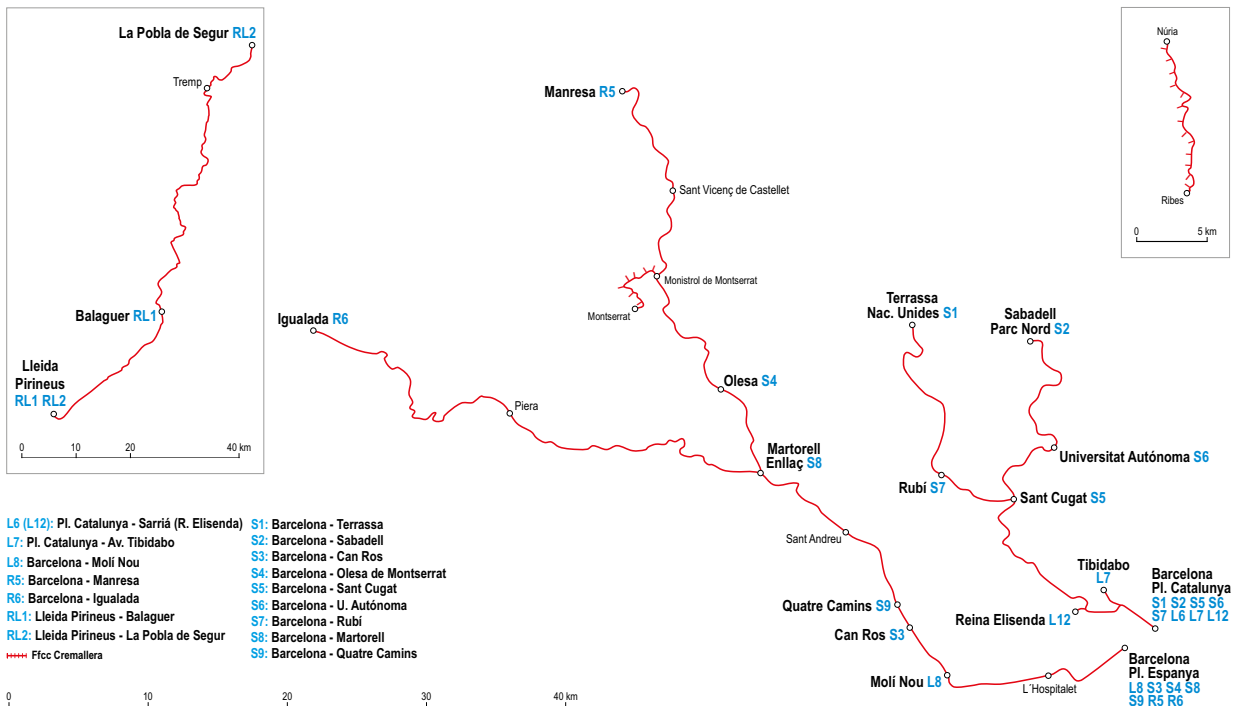 La Pobla de Segur RL2
Tremp
Balaguer RL1
Lleida
Pirineus
RL1 RL2
0 10 20 40 km
Núria
Ribes
0 5 km
Manresa R5
Sant Vicenç de Castellet
Monistrol de Montserrat
Montserrat
Igualada R6
Terrassa
Nac. Unides S1
Sabadell
Parc Nord S2
Olesa S4
Piera
Martorell
Enllaç S8
Universitat Autónoma S6
Rubí S7
Sant Cugat S5
Sant Andreu
Tibidabo
L7
Barcelona
Pl. Catalunya
S1 S2 S5 S6
S7 L6 L7 L12
Quatre Camins S9
Reina Elisenda L12
Can Ros S3
Barcelona
Pl. Espanya
L8 S3 S4 S8
S9 R5 R6
Molí Nou L8
L´Hospitalet
L6 (L12): Pl. Catalunya - Sarriá (R. Elisenda)
L7: Pl. Catalunya - Av. Tibidabo
L8: Barcelona - Molí Nou
R5: Barcelona - Manresa
R6: Barcelona - Igualada
RL1: Lleida Pirineus - Balaguer
RL2: Lleida Pirineus - La Pobla de Segur
Ffcc Cremallera
S1: Barcelona - Terrassa
S2: Barcelona - Sabadell
S3: Barcelona - Can Ros
S4: Barcelona - Olesa de Montserrat
S5: Barcelona - Sant Cugat
S6: Barcelona - U. Autónoma
S7: Barcelona - Rubí
S8: Barcelona - Martorell
S9: Barcelona - Quatre Camins
0 10 20 30 40 km